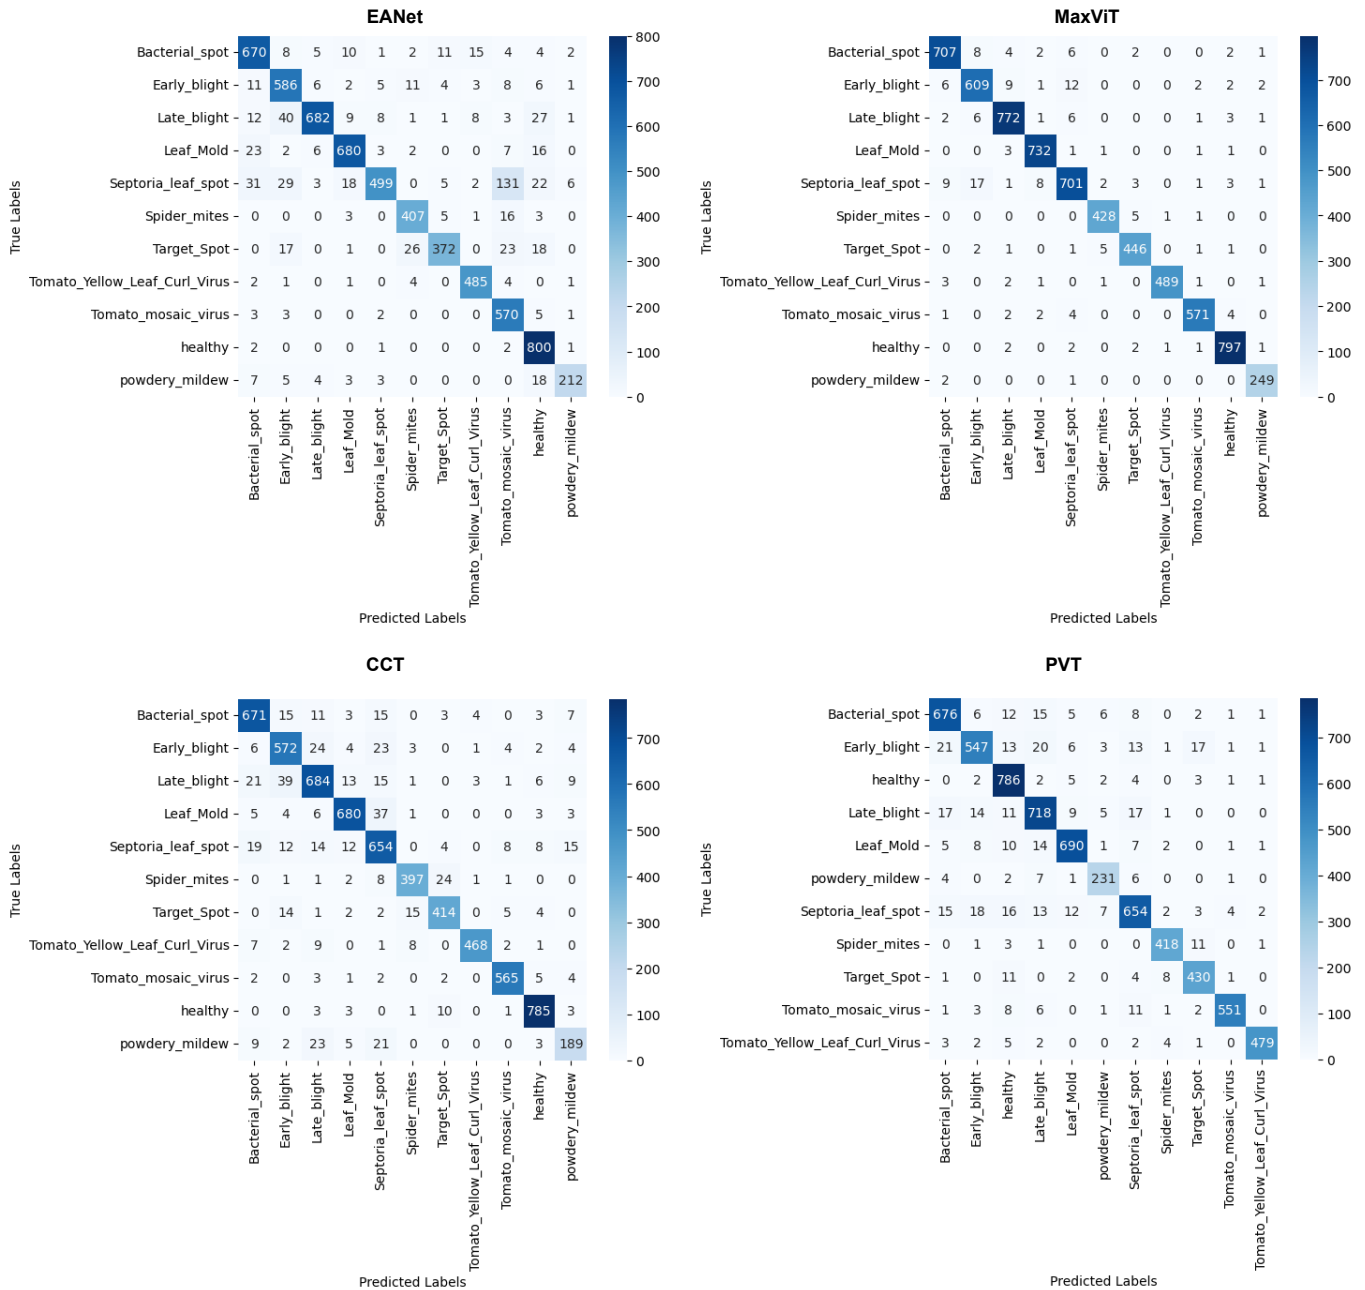 EANet
Bacterial_spot 670 8 5 10 1 2 11 15 4 4 2
Early_blight 11 586 6 2 5 11 4 3 8 6 1
Late_blight 12 40 682 9 8 1 1 8 3 27 1
Leaf_Mold 23 2 6 680 3 2 0 0 7 16 0
Septoria_leaf_spot 31 29 3 18 499 0 5 2 131 22 6
Spider_mites 0 0 0 3 0 407 5 1 16 3 0
Target_Spot 0 17 0 1 0 26 372 0 23 18 0
Tomato_Yellow_Leaf_Curl_Virus 2 1 0 1 0 4 0 485 4 0 1
Tomato_mosaic_virus 3 3 0 0 2 0 0 0 570 5 1
healthy 2 0 0 0 1 0 0 0 2 800 1
powdery_mildew 7 5 4 3 3 0 0 0 0 18 212
True Labels
Bacterial_spot
Early_blight
Late_blight
Leaf_Mold
Septoria_leaf_spot
Spider_mites
Target_Spot
Tomato_Yellow_Leaf_Curl_Virus
Tomato_mosaic_virus
healthy
powdery_mildew
Predicted Labels
800
700
600
500
400
300
200
100
0
MaxViT
Bacterial_spot 707 8 4 2 6 0 2 0 0 2 1
Early_blight 6 609 9 1 12 0 0 0 2 2 2
Late_blight 2 6 772 1 6 0 0 0 1 3 1
Leaf_Mold 0 0 3 732 1 1 0 0 1 1 0
Septoria_leaf_spot 9 17 1 8 701 2 3 0 1 3 1
Spider_mites 0 0 0 0 0 428 5 1 1 0 0
Target_Spot 0 2 1 0 1 5 446 0 1 1 0
Tomato_Yellow_Leaf_Curl_Virus 3 0 2 1 0 1 0 489 1 0 1
Tomato_mosaic_virus 1 0 2 2 4 0 0 0 571 4 0
healthy 0 0 2 0 2 0 2 1 1 797 1
powdery_mildew 2 0 0 0 1 0 0 0 0 0 249
True Labels
Bacterial_spot
Early_blight
Late_blight
Leaf_Mold
Septoria_leaf_spot
Spider_mites
Target_Spot
Tomato_Yellow_Leaf_Curl_Virus
Tomato_mosaic_virus
healthy
powdery_mildew
Predicted Labels
700
600
500
400
300
200
100
0
CCT
Bacterial_spot 671 15 11 3 15 0 3 4 0 3 7
Early_blight 6 572 24 4 23 3 0 1 4 2 4
Late_blight 21 39 684 13 15 1 0 3 1 6 9
Leaf_Mold 5 4 6 680 37 1 0 0 0 3 3
Septoria_leaf_spot 19 12 14 12 654 0 4 0 8 8 15
Spider_mites 0 1 1 2 8 397 24 1 1 0 0
Target_Spot 0 14 1 2 2 15 414 0 5 4 0
Tomato_Yellow_Leaf_Curl_Virus 7 2 9 0 1 8 0 468 2 1 0
Tomato_mosaic_virus 2 0 3 1 2 0 2 0 565 5 4
healthy 0 0 3 3 0 1 10 0 1 785 3
powdery_mildew 9 2 23 5 21 0 0 0 0 3 189
True Labels
Bacterial_spot
Early_blight
Late_blight
Leaf_Mold
Septoria_leaf_spot
Spider_mites
Target_Spot
Tomato_Yellow_Leaf_Curl_Virus
Tomato_mosaic_virus
healthy
powdery_mildew
Predicted Labels
700
600
500
400
300
200
100
0
PVT
Bacterial_spot 676 6 12 15 5 6 8 0 2 1 1
Early_blight 21 547 13 20 6 3 13 1 17 1 1
healthy 0 2 786 2 5 2 4 0 3 1 1
Late_blight 17 14 11 718 9 5 17 1 0 0 0
Leaf_Mold 5 8 10 14 690 1 7 2 0 1 1
powdery_mildew 4 0 2 7 1 231 6 0 0 1 0
Septoria_leaf_spot 15 18 16 13 12 7 654 2 3 4 2
Spider_mites 0 1 3 1 0 0 0 418 11 0 1
Target_Spot 1 0 11 0 2 0 4 8 430 1 0
Tomato_mosaic_virus 1 3 8 6 0 1 11 1 2 551 0
Tomato_Yellow_Leaf_Curl_Virus 3 2 5 2 0 0 2 4 1 0 479
True Labels
Bacterial_spot
Early_blight
healthy
Late_blight
Leaf_Mold
powdery_mildew
Septoria_leaf_spot
Spider_mites
Target_Spot
Tomato_mosaic_virus
Tomato_Yellow_Leaf_Curl_Virus
Predicted Labels
700
600
500
400
300
200
100
0